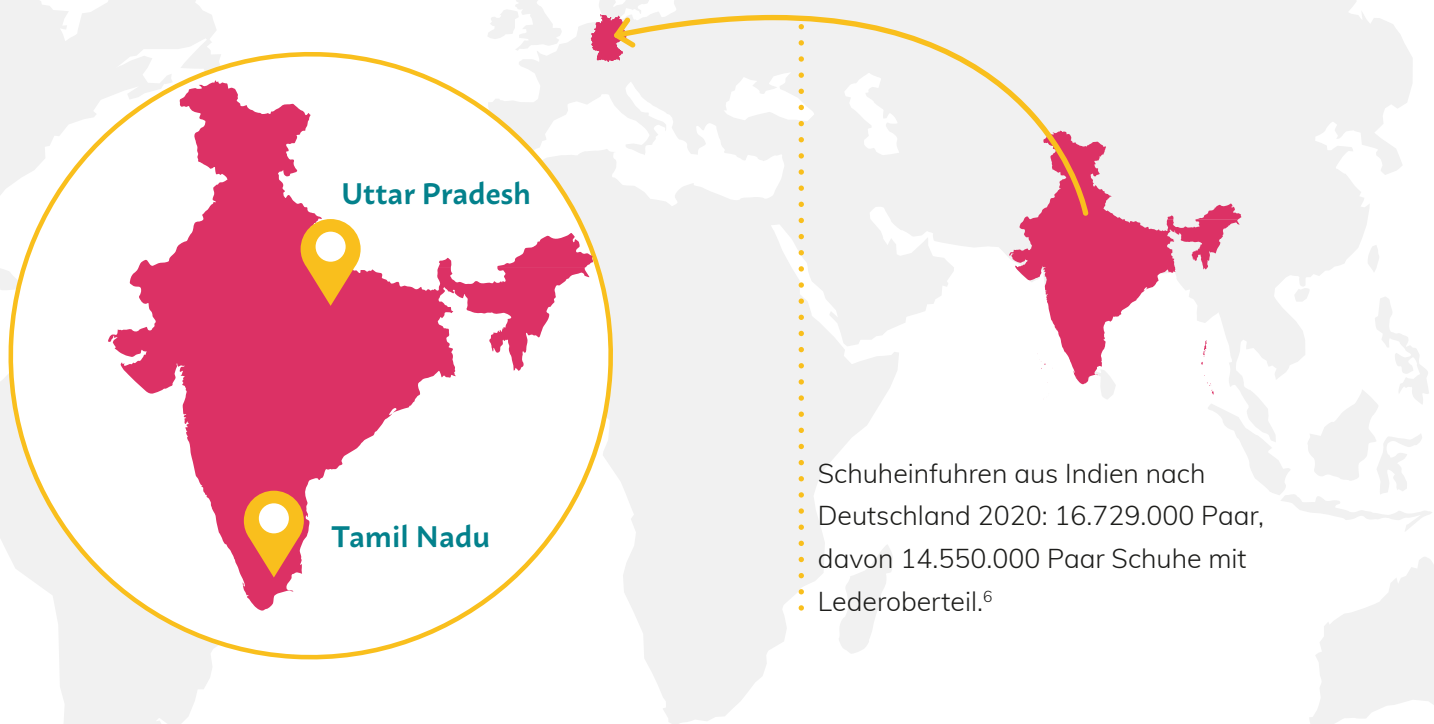 Uttar Pradesh
Tamil Nadu
Schuheinfuhren aus Indien nach
Deutschland 2020: 16.729.000 Paar,
davon 14.550.000 Paar Schuhe mit
Lederoberteil.⁶